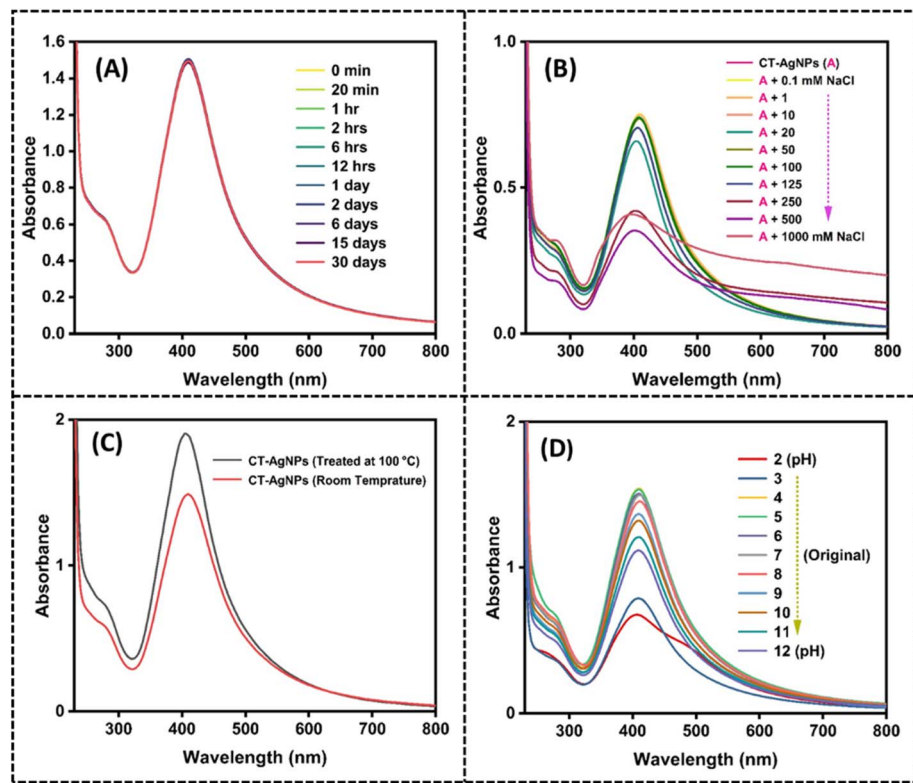 (A)
1.6
1.4
1.2
1.0
0.8
0.6
0.4
0.2
0.0
Absorbance
300 400 500 600 700 800
Wavelength (nm)
0 min
20 min
1 hr
2 hrs
6 hrs
12 hrs
1 day
2 days
6 days
15 days
30 days
(B)
1.0
0.5
0.0
Absorbance
300 400 500 600 700 800
Wavelemgth (nm)
CT-AgNPs (A)
A + 0.1 mM NaCl
A + 1
A + 10
A + 20
A + 50
A + 100
A + 125
A + 250
A + 500
A + 1000 mM NaCl
(C)
2
1
0
Absorbance
300 400 500 600 700 800
Wavelength (nm)
CT-AgNPs (Treated at 100 °C)
CT-AgNPs (Room Temprature)
(D)
2
1
0
Absorbance
300 400 500 600 700 800
Wavelength (nm)
2 (pH)
3
4
5
6
7 (Original)
8
9
10
11
12 (pH)